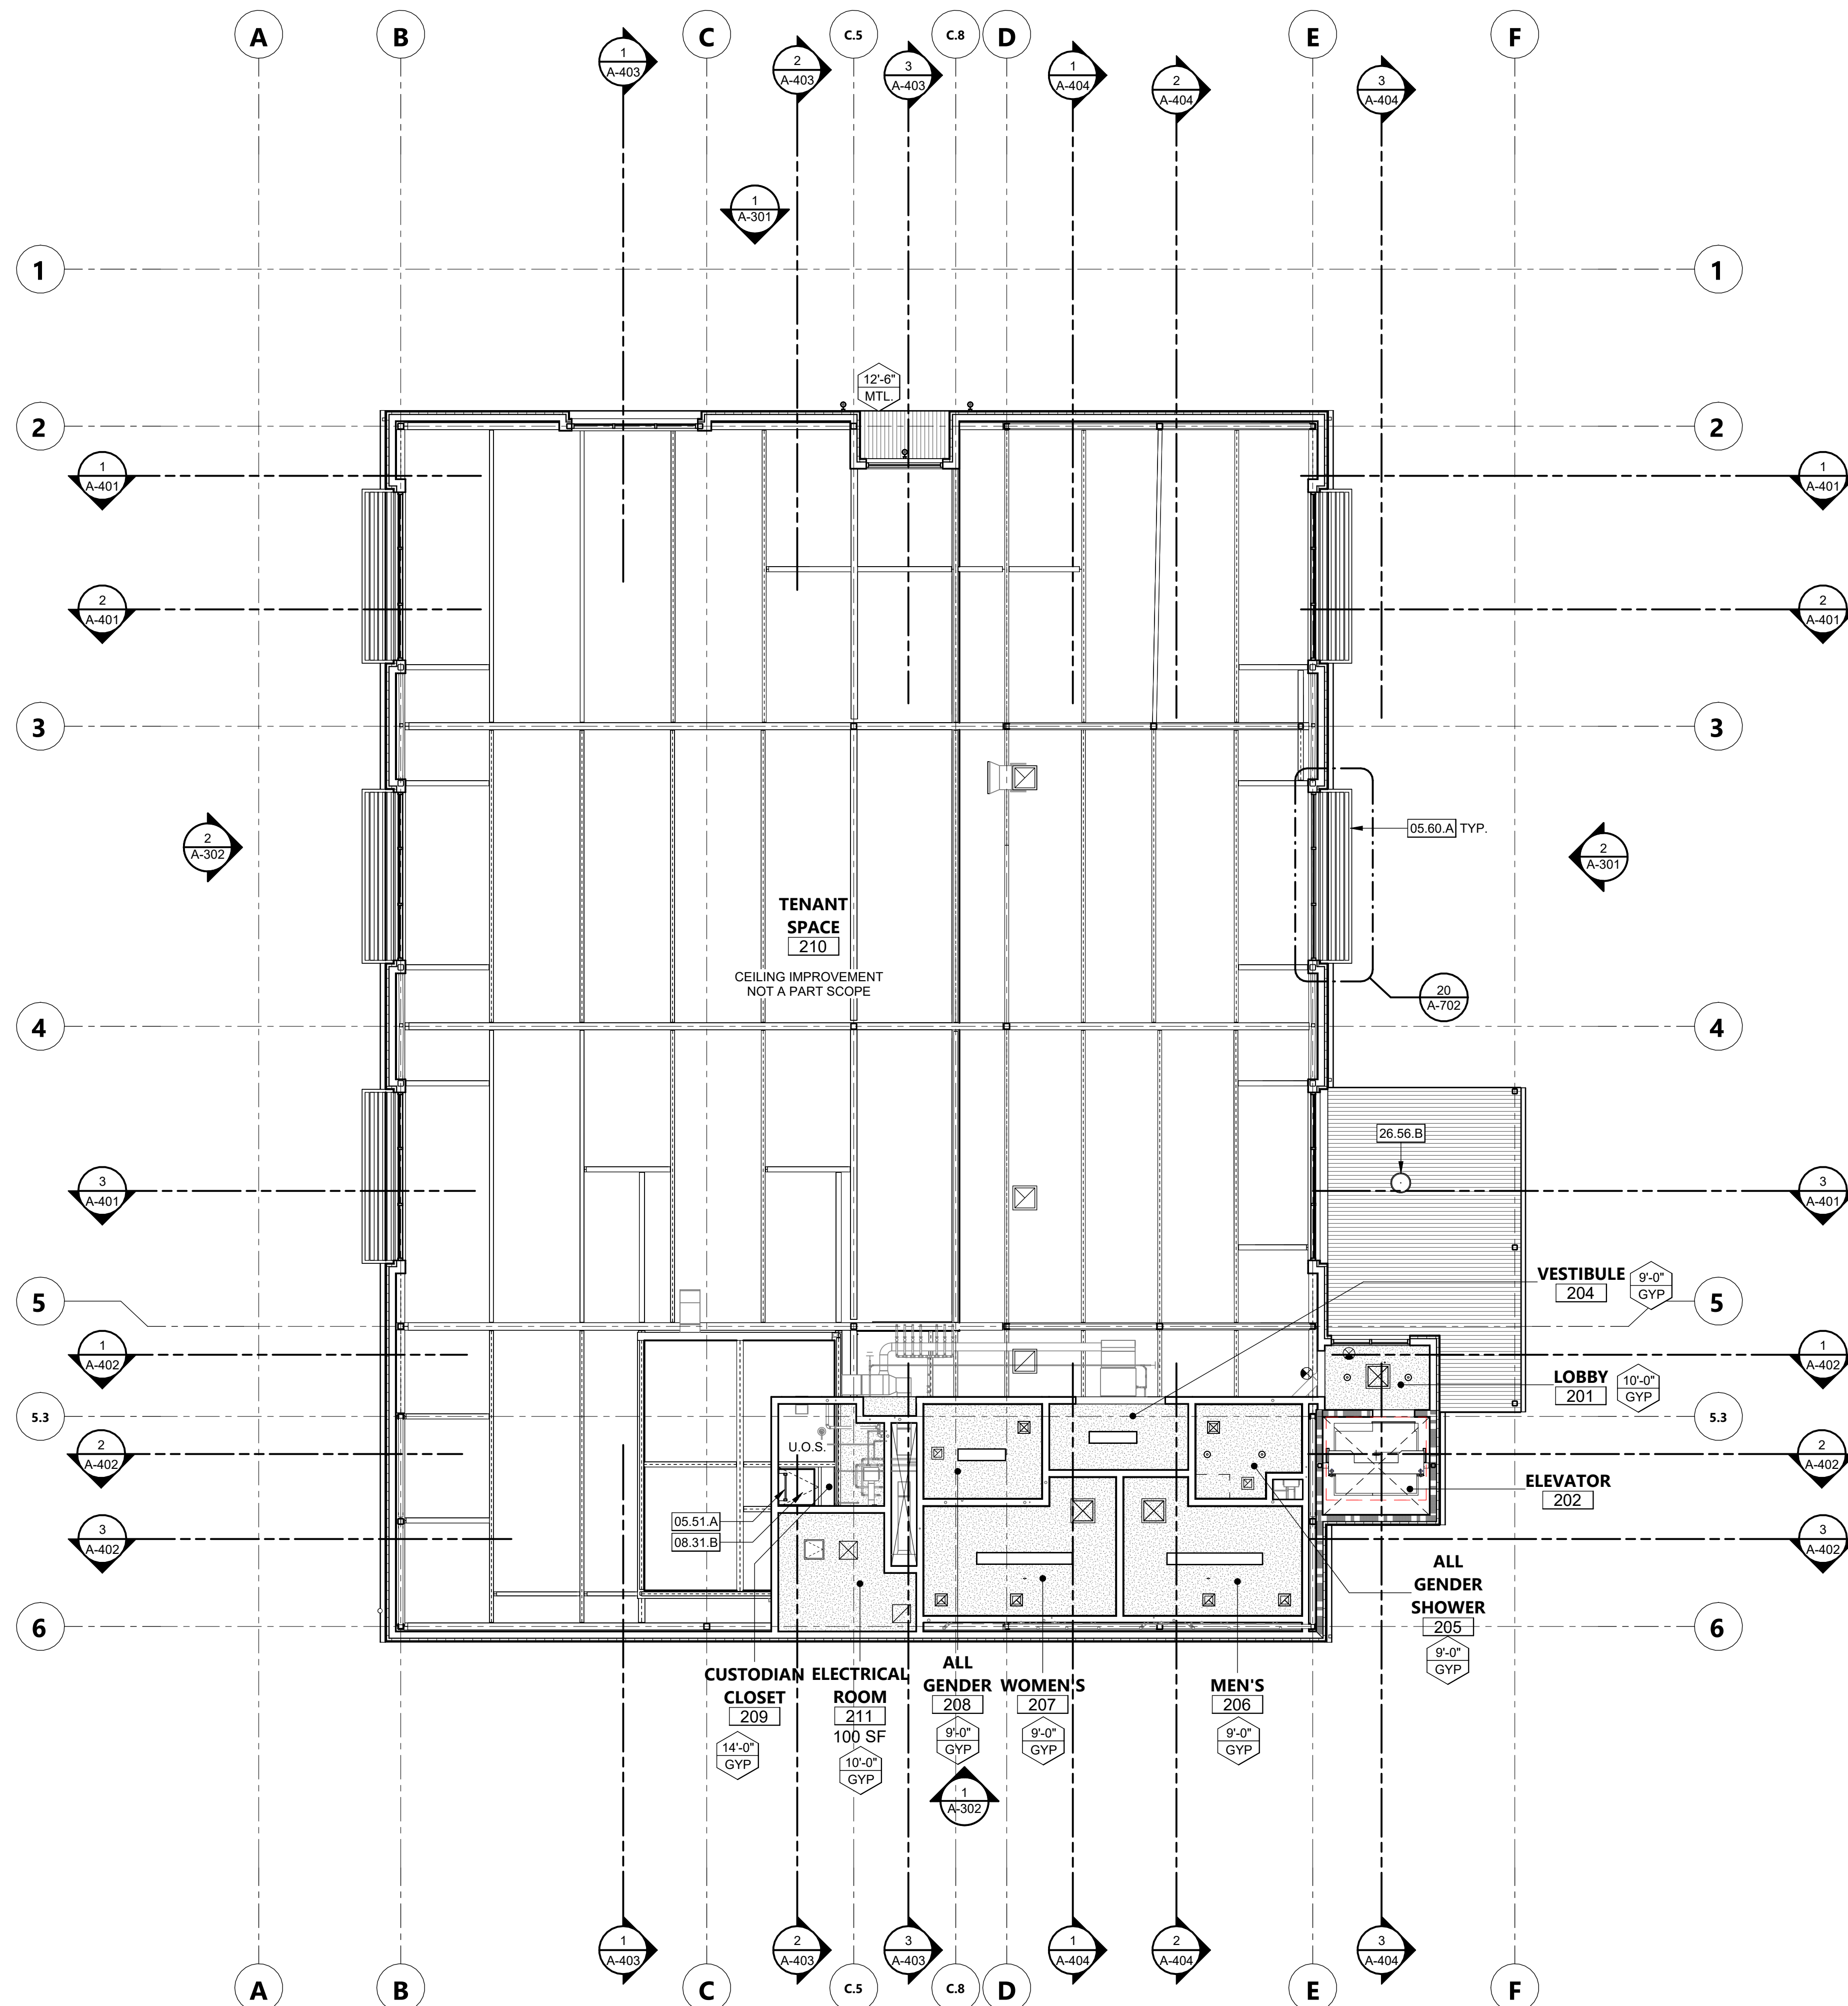 A
B
C
C.5
C.8
D
E
F
1
A-403
2
A-403
3
A-403
1
A-404
2
A-404
3
A-404
1
A-301
1
1
12'-6"
MTL.
2
2
1
A-401
1
A-401
2
A-401
2
A-401
3
3
05.60.A TYP.
2
A-302
2
A-301
TENANT
SPACE
210
CEILING IMPROVEMENT
NOT A PART SCOPE
20
A-702
4
4
26.56.B
3
A-401
3
A-401
VESTIBULE
204
9'-0"
GYP
5
5
1
A-402
1
A-402
LOBBY
201
10'-0"
GYP
5.3
5.3
U.O.S.
2
A-402
2
A-402
ELEVATOR
202
05.51.A
08.31.B
3
A-402
3
A-402
ALL
GENDER
SHOWER
205
9'-0"
GYP
6
6
CUSTODIAN
CLOSET
209
14'-0"
GYP
ELECTRICAL
ROOM
211
100 SF
10'-0"
GYP
ALL
GENDER
208
9'-0"
GYP
WOMEN'S
207
9'-0"
GYP
MEN'S
206
9'-0"
GYP
1
A-302
1
A-403
2
A-403
3
A-403
1
A-404
2
A-404
3
A-404
A
B
C
C.5
C.8
D
E
F